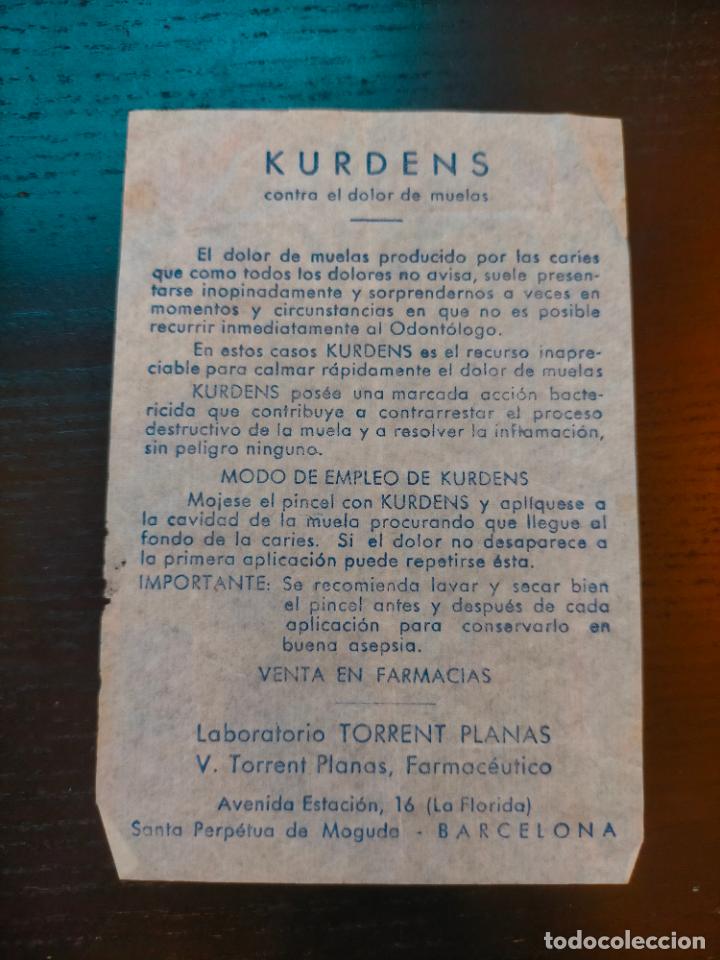 KURDENS
contra el dolor de muelas
El dolor de muelas producido por las caries
que como todos los dolores no avisa, suele presen-
tarse inopinadamente y sorprendernos a veces en
momentos y circunstancias en que no es posible
recurrir inmediatamente al Odontólogo.
En estos casos KURDENS es el recurso inapre-
ciable para calmar rápidamente el dolor de muelas
KURDENS posée una marcada acción bacte-
ricida que contribuye a contrarrestar el proceso
destructivo de la muela y a resolver la inflamación,
sin peligro ninguno.
MODO DE EMPLEO DE KURDENS
Mojese el pincel con KURDENS y aplíquese a
la cavidad de la muela procurando que llegue al
fondo de la caries. Si el dolor no desaparece a
la primera aplicación puede repetirse ésta.
IMPORTANTE: Se recomienda lavar y secar bien
el pincel antes y después de cada
aplicación para conservarlo en
buena asepsia.
VENTA EN FARMACIAS
Laboratorio TORRENT PLANAS
V. Torrent Planas, Farmacéutico
Avenida Estación, 16 (La Florida)
Santa Perpétua de Moguda - BARCELONA
todocoleccion
todocoleccion.net